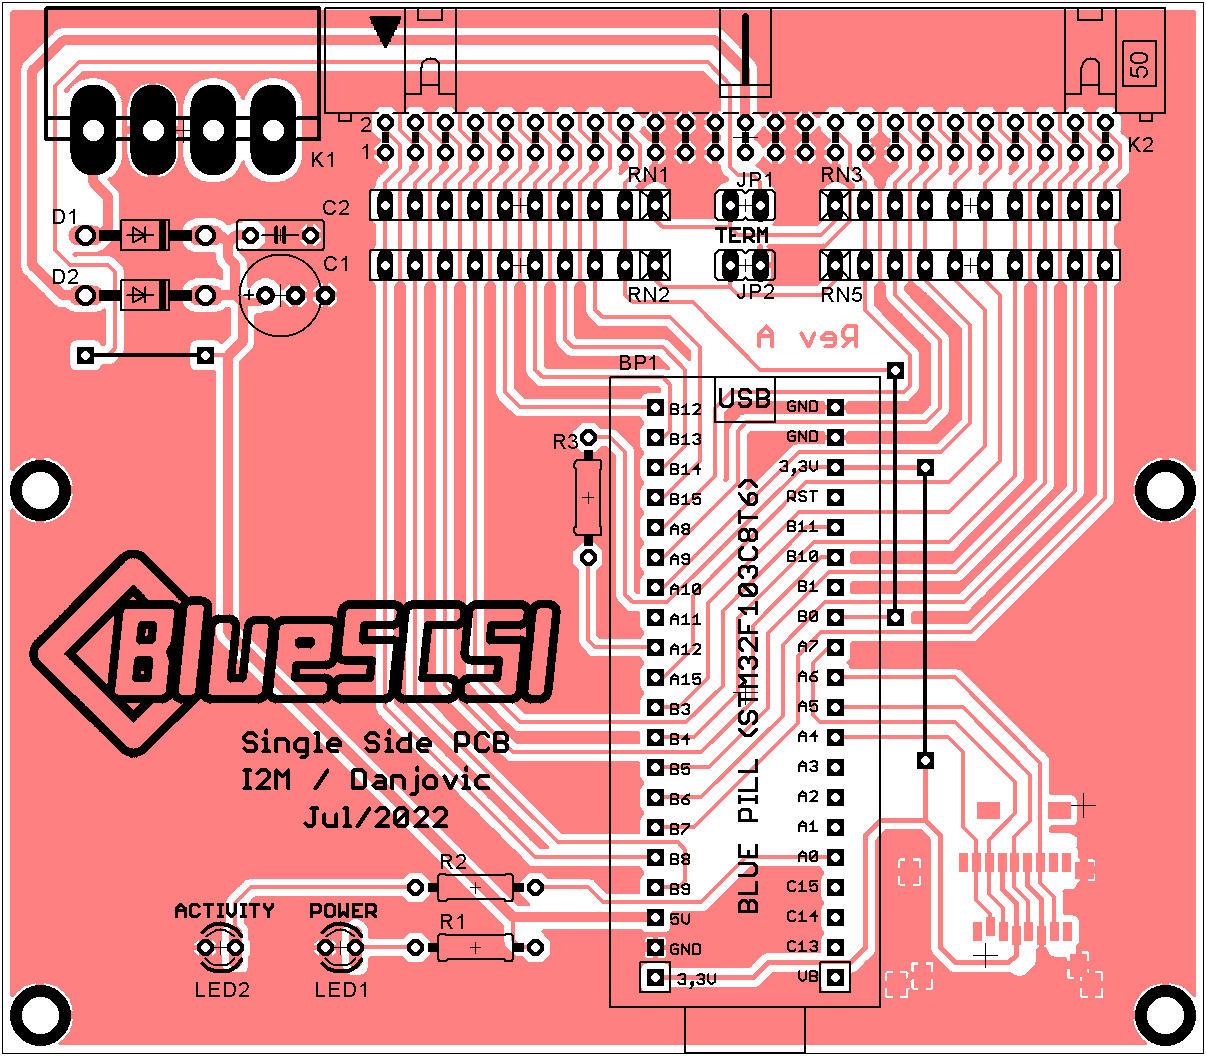 50
2
1
K1
K2
RN1
JP1
RN3
D1
C2
TERM
D2
C1
RN2
JP2
RN5
Rev A
BP1
USB
R3
B12
B13
B14
B15
A8
A9
A10
A11
A12
A15
B3
B4
B5
B6
B7
B8
B9
5V
GND
3,3V
BLUE PILL (STM32F103C8T6)
GND
GND
3,3V
RST
B11
B10
B1
B0
A7
A6
A5
A4
A3
A2
A1
A0
C15
C14
C13
VB
BlueSCSI
Single Side PCB
I2M / Danjovic
Jul/2022
R2
ACTIVITY
POWER
R1
LED2
LED1